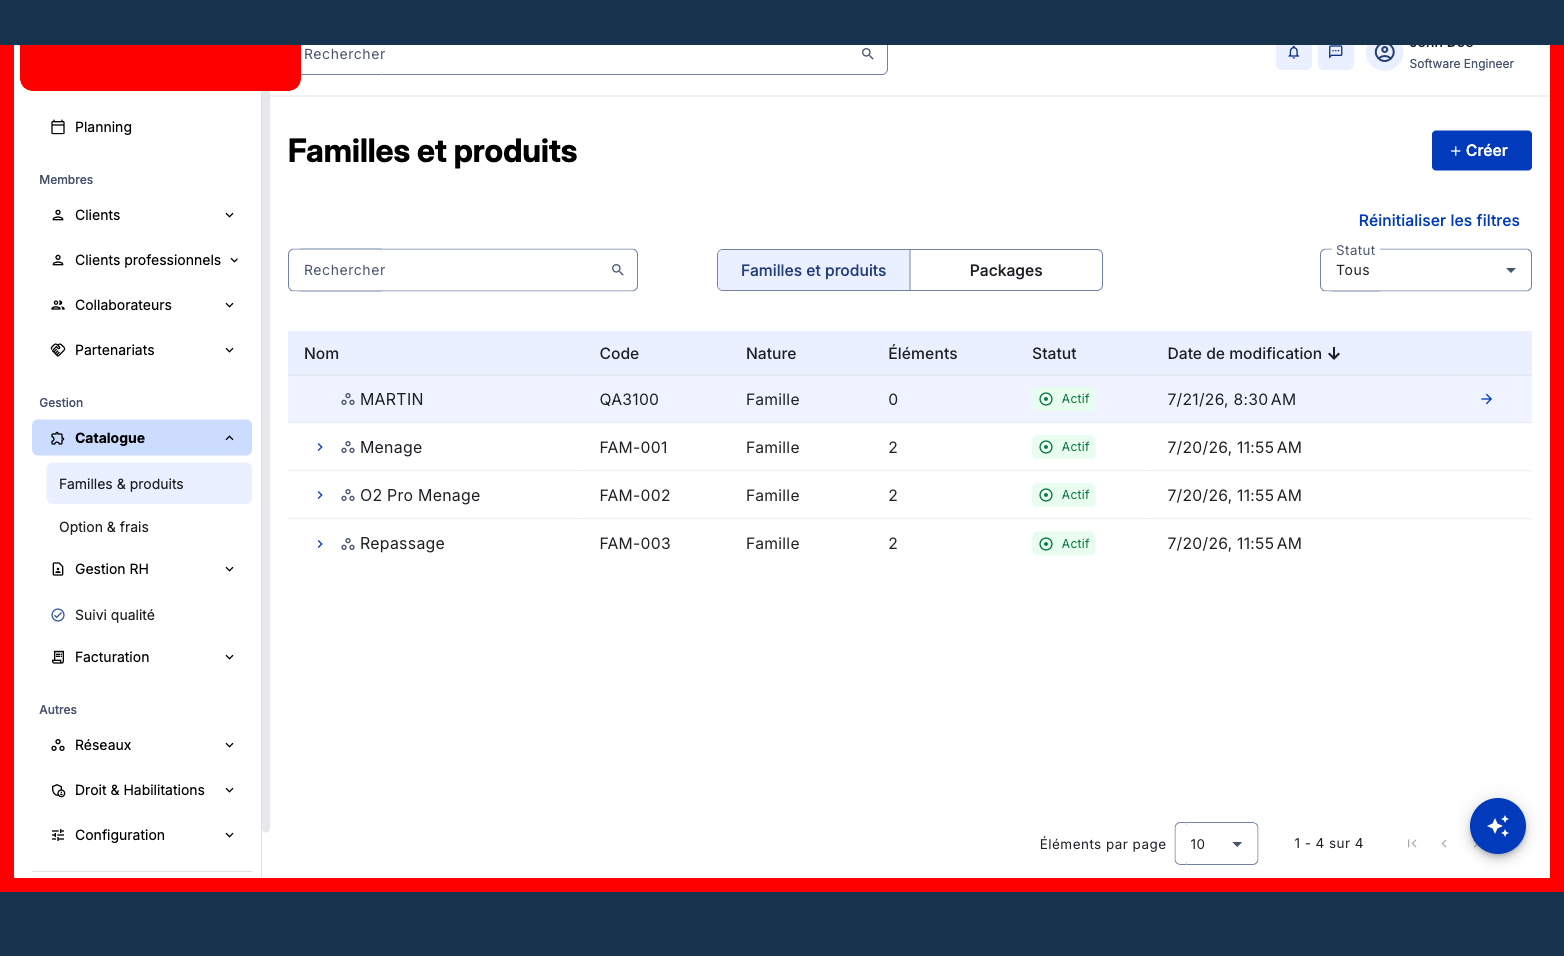 Rechercher
Software Engineer
Planning
Membres
Clients
Clients professionnels
Collaborateurs
Partenariats
Gestion
Catalogue
Familles & produits
Option & frais
Gestion RH
Suivi qualité
Facturation
Autres
Réseaux
Droit & Habilitations
Configuration
Familles et produits
+ Créer
Réinitialiser les filtres
Rechercher
Familles et produits
Packages
Statut
Tous
Nom Code Nature Éléments Statut Date de modification
MARTIN QA3100 Famille 0 Actif 7/21/26, 8:30 AM
Menage FAM-001 Famille 2 Actif 7/20/26, 11:55 AM
O2 Pro Menage FAM-002 Famille 2 Actif 7/20/26, 11:55 AM
Repassage FAM-003 Famille 2 Actif 7/20/26, 11:55 AM
Éléments par page 10 1 - 4 sur 4